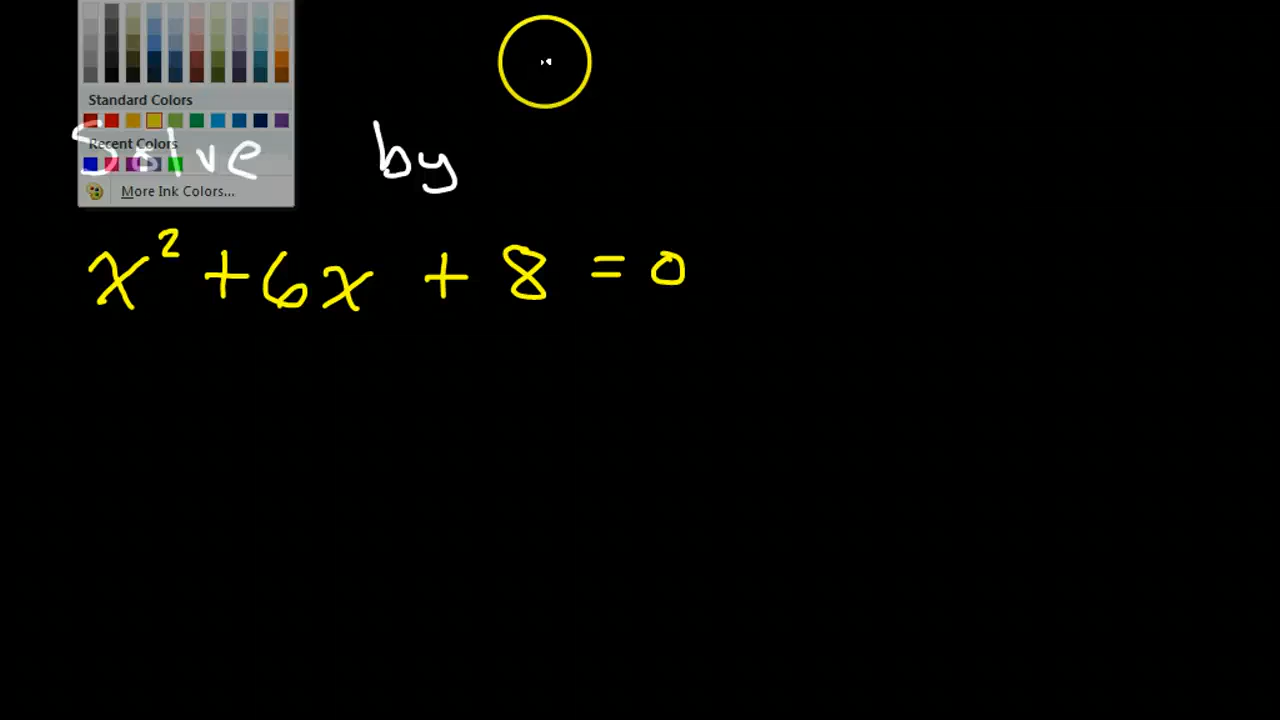 Standard Colors
Recent Colors
Solve by
More Ink Colors...
x² + 6x + 8 = 0